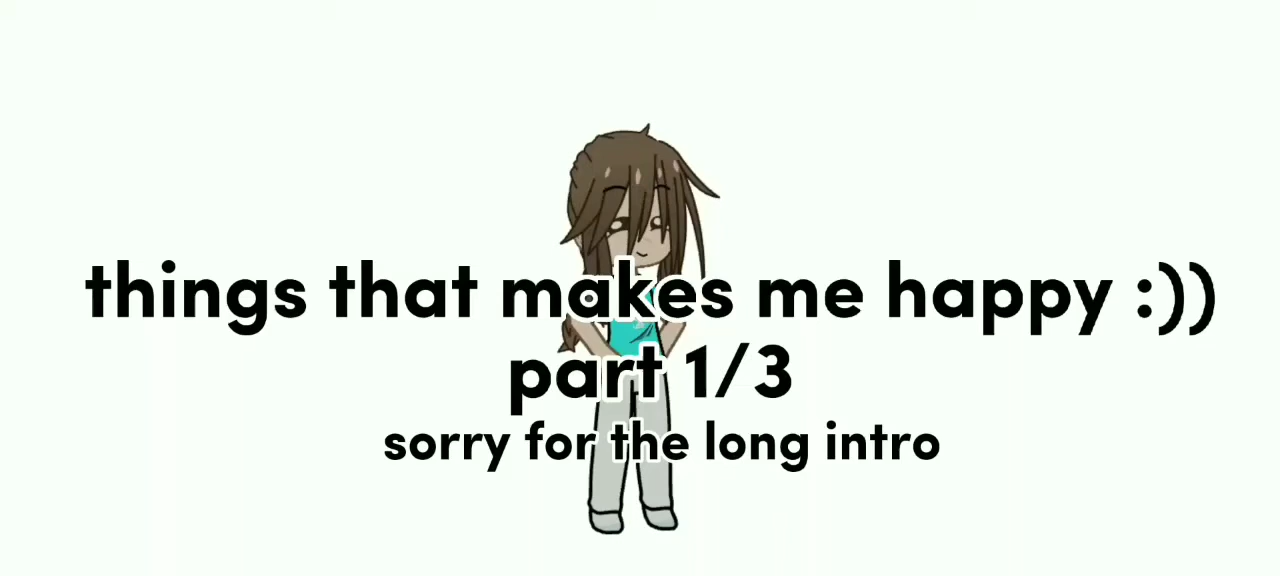 things that makes me happy :))
part 1/3
sorry for the long intro